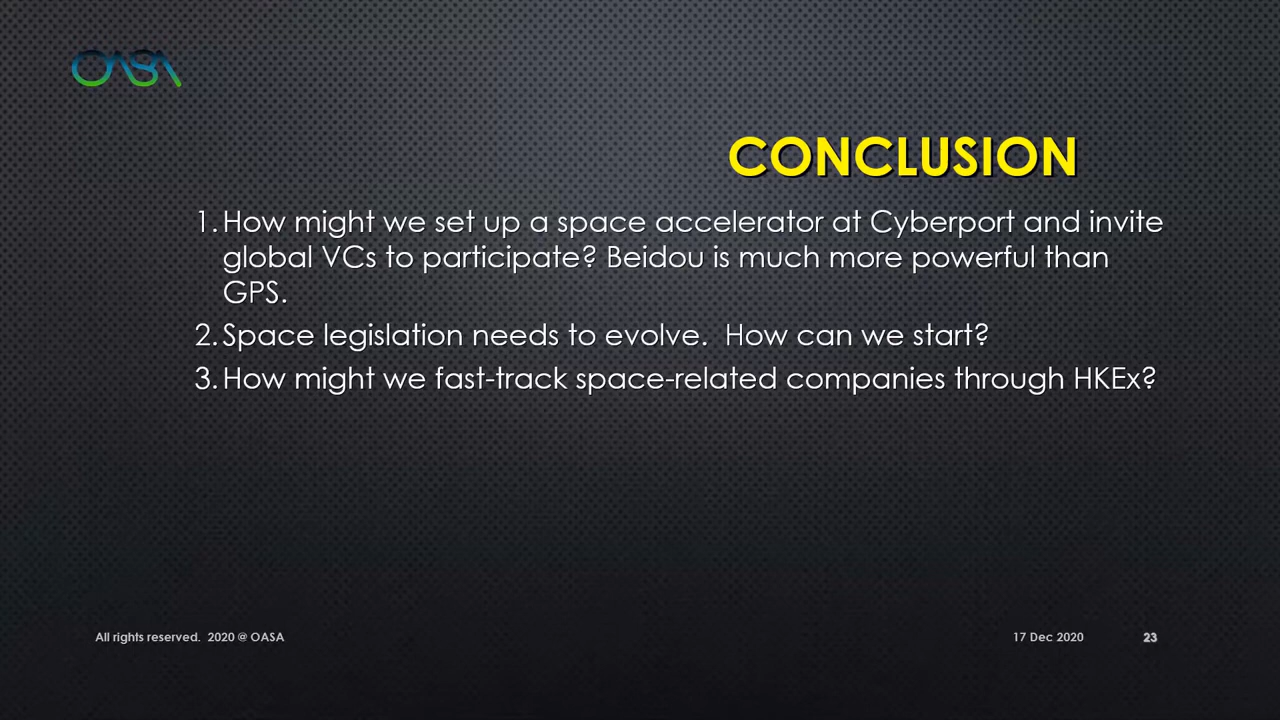 OASA
CONCLUSION
1. How might we set up a space accelerator at Cyberport and invite
global VCs to participate? Beidou is much more powerful than
GPS.
2. Space legislation needs to evolve.  How can we start?
3. How might we fast-track space-related companies through HKEx?
All rights reserved.  2020 @ OASA
17 Dec 2020
23